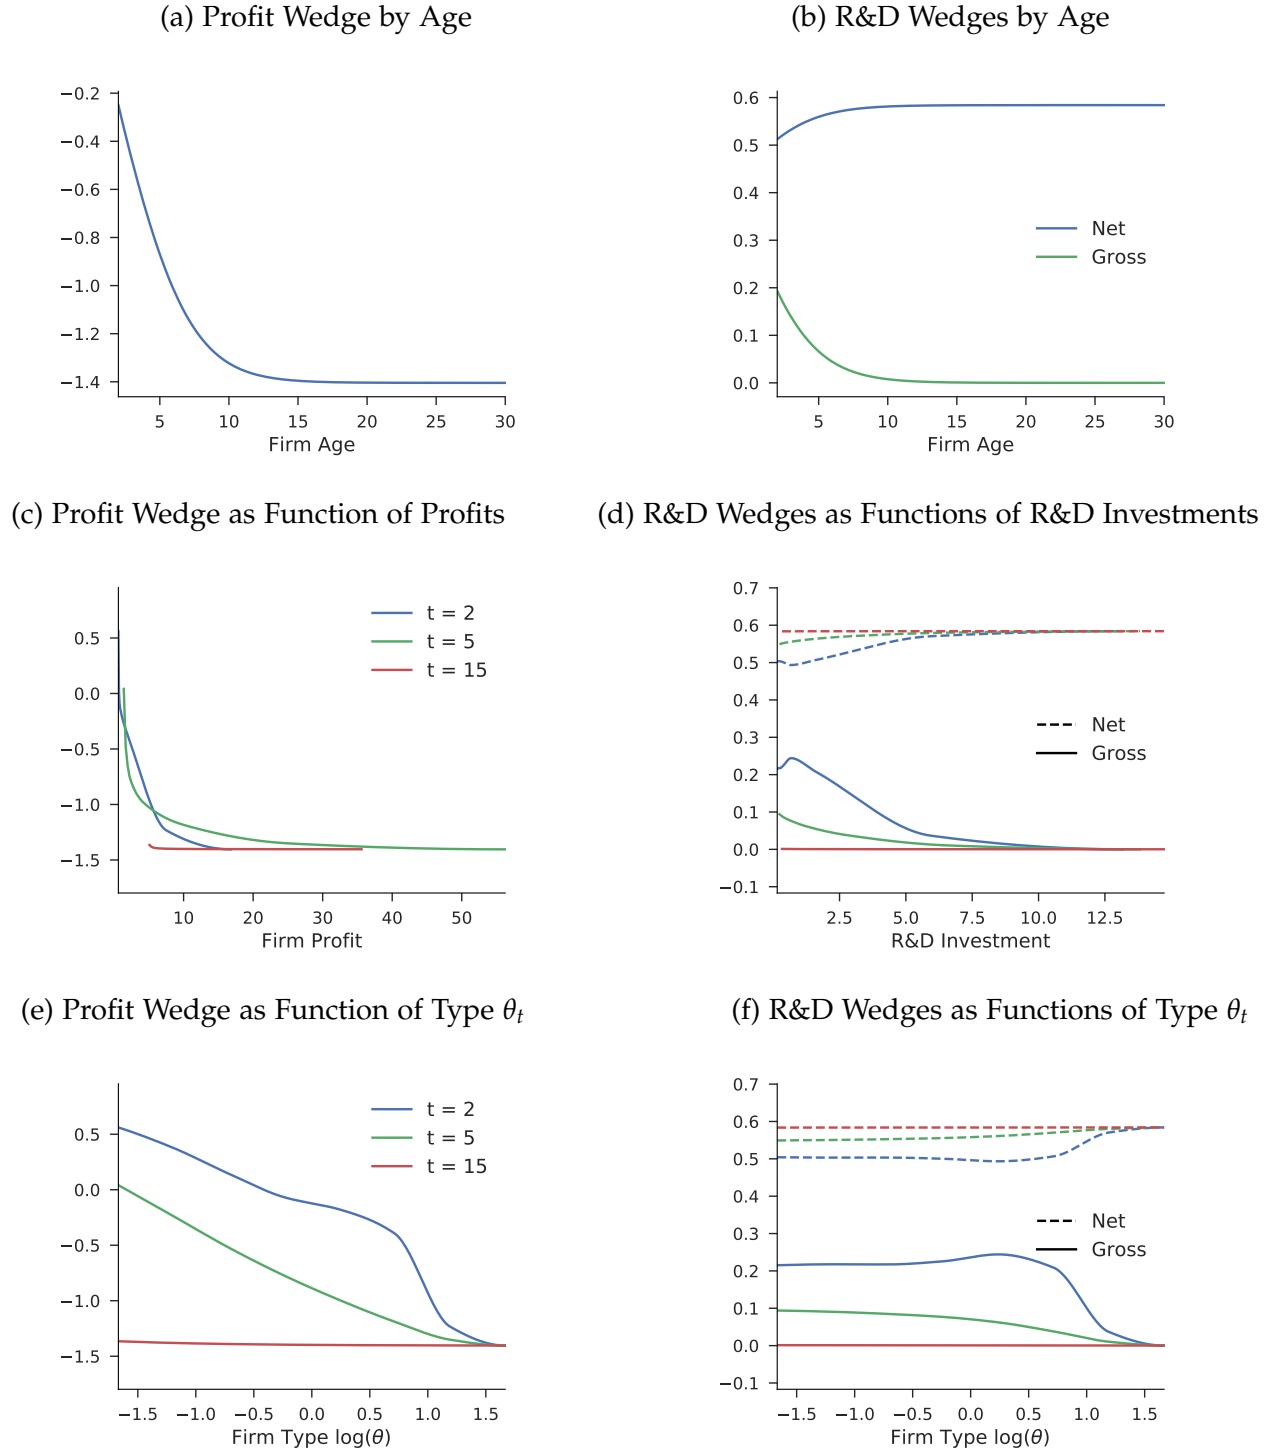 (a) Profit Wedge by Age
−0.2
−0.4
−0.6
−0.8
−1.0
−1.2
−1.4
5 10 15 20 25 30
Firm Age
(b) R&D Wedges by Age
0.6
0.5
0.4
0.3
0.2
0.1
0.0
Net
Gross
5 10 15 20 25 30
Firm Age
(c) Profit Wedge as Function of Profits
0.5
0.0
−0.5
−1.0
−1.5
t = 2
t = 5
t = 15
10 20 30 40 50
Firm Profit
(d) R&D Wedges as Functions of R&D Investments
0.7
0.6
0.5
0.4
0.3
0.2
0.1
0.0
−0.1
Net
Gross
2.5 5.0 7.5 10.0 12.5
R&D Investment
(e) Profit Wedge as Function of Type θt
0.5
0.0
−0.5
−1.0
−1.5
t = 2
t = 5
t = 15
−1.5 −1.0 −0.5 0.0 0.5 1.0 1.5
Firm Type log(θ)
(f) R&D Wedges as Functions of Type θt
0.7
0.6
0.5
0.4
0.3
0.2
0.1
0.0
−0.1
Net
Gross
−1.5 −1.0 −0.5 0.0 0.5 1.0 1.5
Firm Type log(θ)